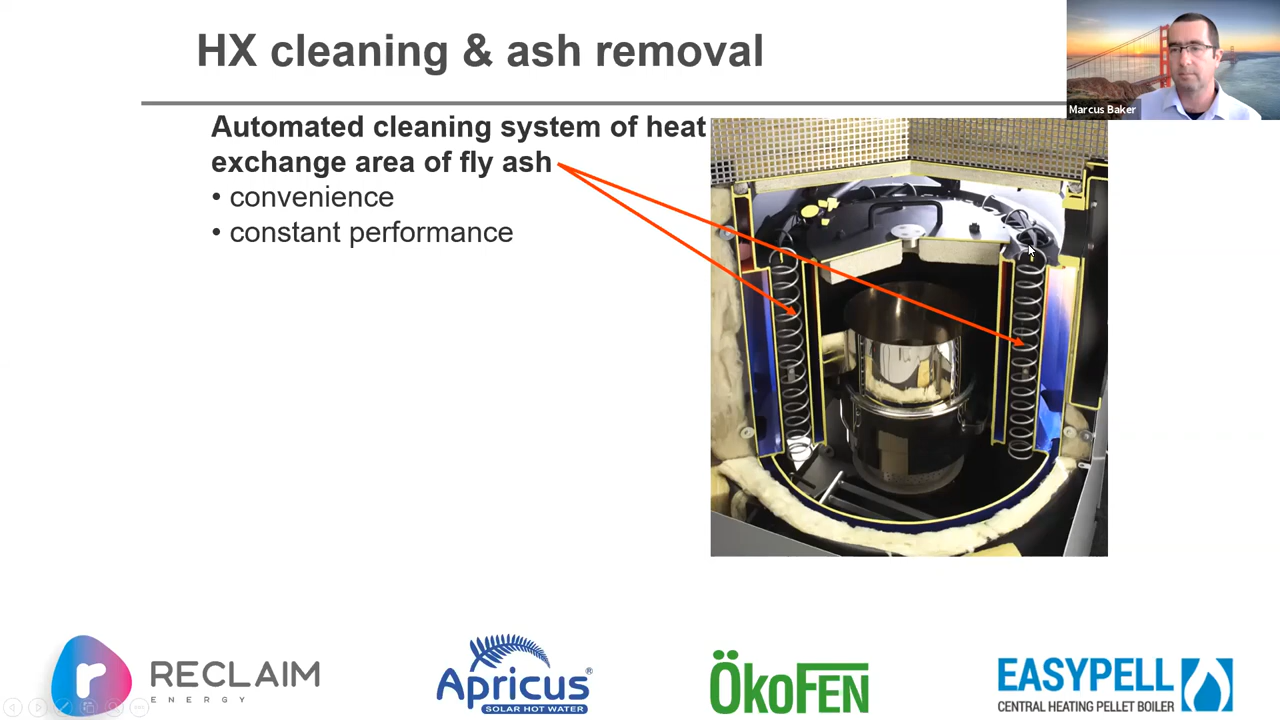 HX cleaning & ash removal
Marcus Baker
Automated cleaning system of heat
exchange area of fly ash
• convenience
• constant performance
RECLAIM
ENERGY
Apricus®
SOLAR HOT WATER
ÖkoFEN
EASYPELL
CENTRAL HEATING PELLET BOILER